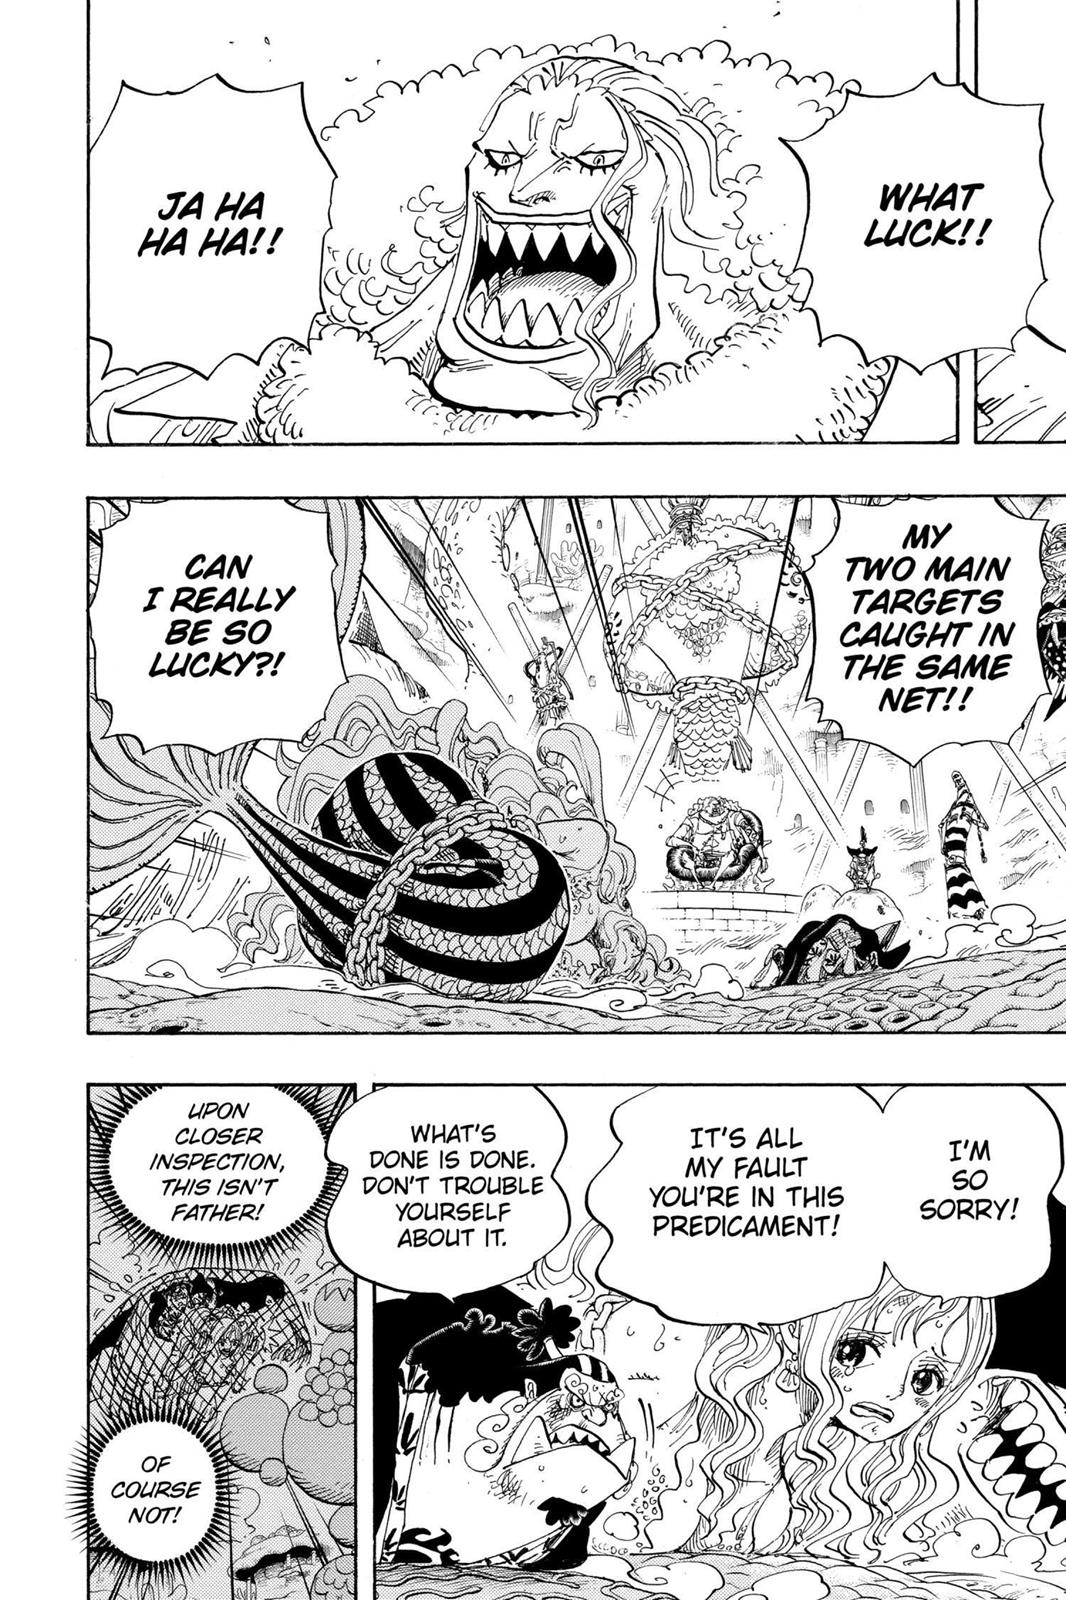 WHAT
LUCK!!
JA HA
HA HA!!
MY
TWO MAIN
TARGETS
CAUGHT IN
THE SAME
NET!!
CAN
I REALLY
BE SO
LUCKY?!
I'M
SO
SORRY!
IT'S ALL
MY FAULT
YOU'RE IN THIS
PREDICAMENT!
WHAT'S
DONE IS DONE.
DON'T TROUBLE
YOURSELF
ABOUT IT.
UPON
CLOSER
INSPECTION,
THIS ISN'T
FATHER!
OF
COURSE
NOT!